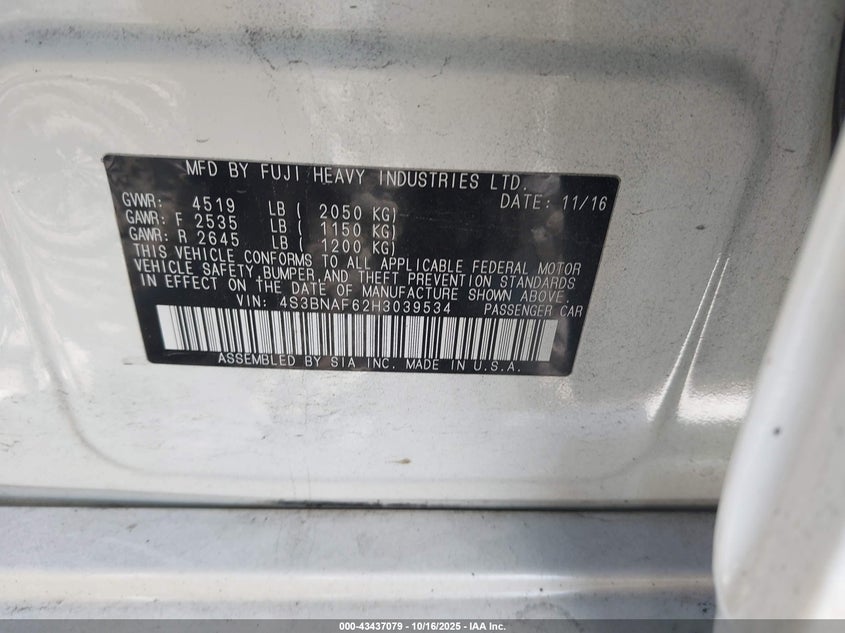 MFD BY FUJI HEAVY INDUSTRIES LTD.
GVWR: 4519 LB ( 2050 KG) DATE: 11/16
GAWR: F 2535 LB ( 1150 KG)
GAWR: R 2645 LB ( 1200 KG)
THIS VEHICLE CONFORMS TO ALL APPLICABLE FEDERAL MOTOR
VEHICLE SAFETY, BUMPER, AND THEFT PREVENTION STANDARDS
IN EFFECT ON THE DATE OF MANUFACTURE SHOWN ABOVE.
VIN: 4S3BNAF62H3039534 PASSENGER CAR
ASSEMBLED BY SIA INC. MADE IN U.S.A.
000-43437079 - 10/16/2025 - IAA Inc.